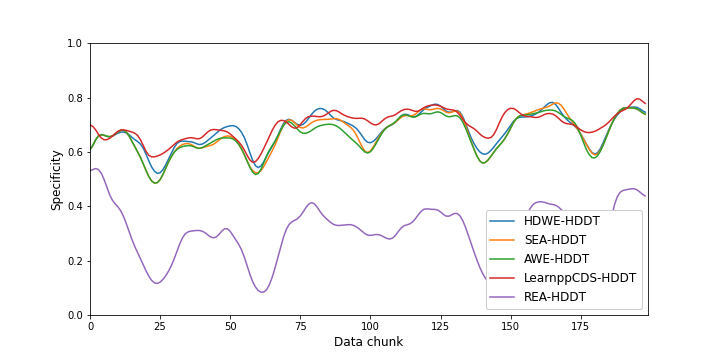 1.0
0.8
0.6
0.4
0.2
0.0
Specificity
0 25 50 75 100 125 150 175
Data chunk
HDWE-HDDT
SEA-HDDT
AWE-HDDT
LearnppCDS-HDDT
REA-HDDT